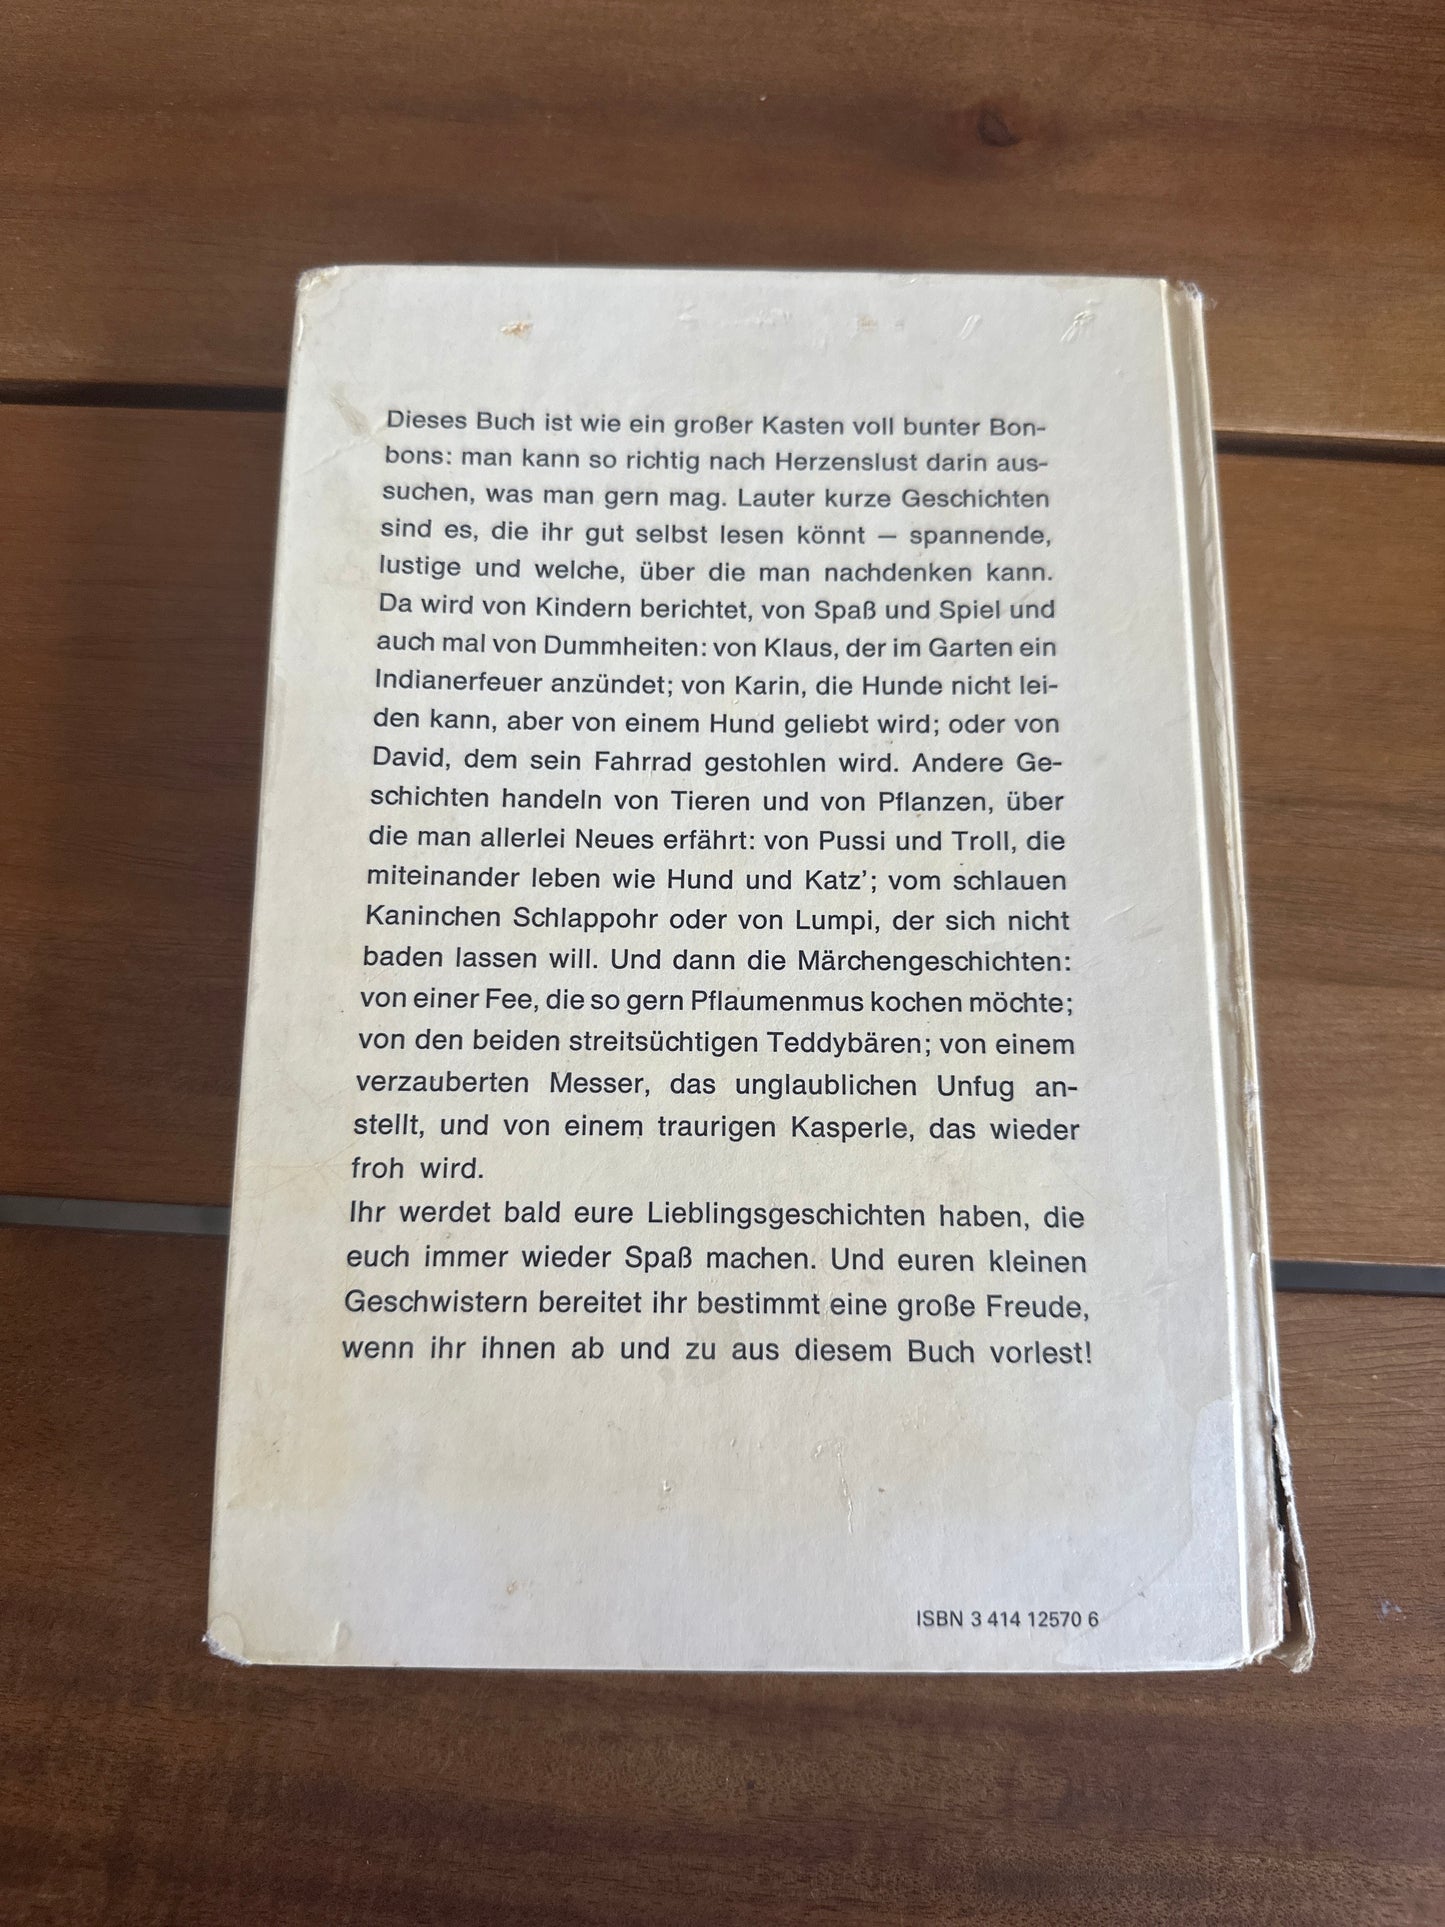 Dieses Buch ist wie ein großer Kasten voll bunter Bon-
bons: man kann so richtig nach Herzenslust darin aus-
suchen, was man gern mag. Lauter kurze Geschichten
sind es, die ihr gut selbst lesen könnt — spannende,
lustige und welche, über die man nachdenken kann.
Da wird von Kindern berichtet, von Spaß und Spiel und
auch mal von Dummheiten: von Klaus, der im Garten ein
Indianerfeuer anzündet; von Karin, die Hunde nicht lei-
den kann, aber von einem Hund geliebt wird; oder von
David, dem sein Fahrrad gestohlen wird. Andere Ge-
schichten handeln von Tieren und von Pflanzen, über
die man allerlei Neues erfährt: von Pussi und Troll, die
miteinander leben wie Hund und Katz’; vom schlauen
Kaninchen Schlappohr oder von Lumpi, der sich nicht
baden lassen will. Und dann die Märchengeschichten:
von einer Fee, die so gern Pflaumenmus kochen möchte;
von den beiden streitsüchtigen Teddybären; von einem
verzauberten Messer, das unglaublichen Unfug an-
stellt, und von einem traurigen Kasperle, das wieder
froh wird.
Ihr werdet bald eure Lieblingsgeschichten haben, die
euch immer wieder Spaß machen. Und euren kleinen
Geschwistern bereitet ihr bestimmt eine große Freude,
wenn ihr ihnen ab und zu aus diesem Buch vorlest!
ISBN 3 414 12570 6